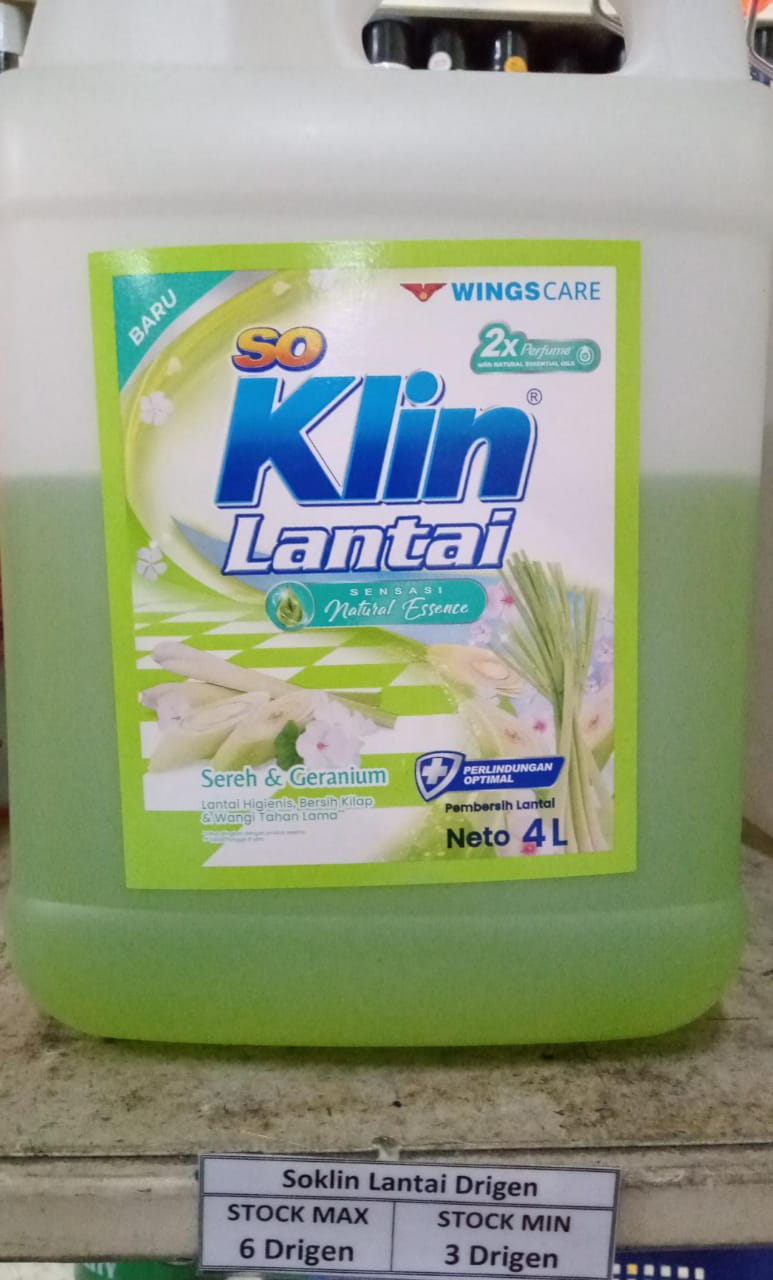 BARU
WINGSCARE
2x Perfume
with NATURAL ESSENTIAL OILS
SO
Klin®
Lantai
SENSASI
Natural Essence
Sereh & Geranium
Lantai Higienis, Bersih Kilap
& Wangi Tahan Lama**
PERLINDUNGAN
OPTIMAL
Pembersih Lantai
Neto 4L
Soklin Lantai Drigen
STOCK MAX
6 Drigen
STOCK MIN
3 Drigen